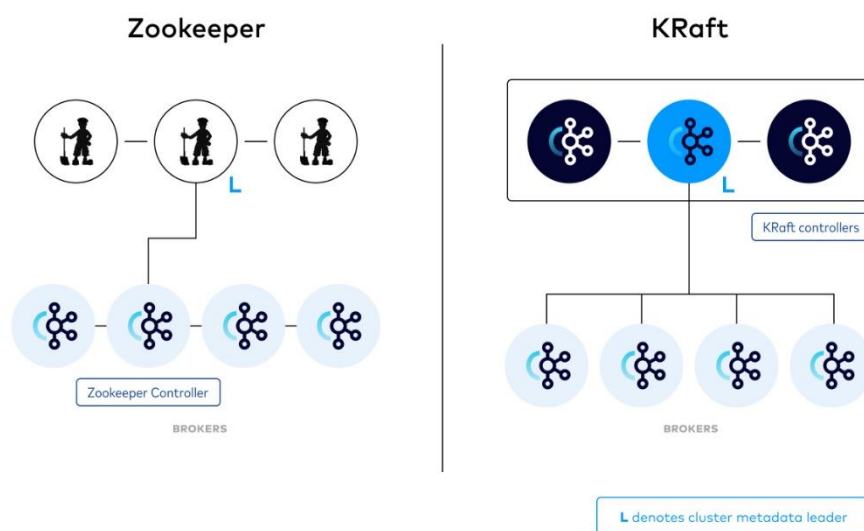 Zookeeper
L
Zookeeper Controller
BROKERS
KRaft
L
KRaft controllers
BROKERS
L denotes cluster metadata leader